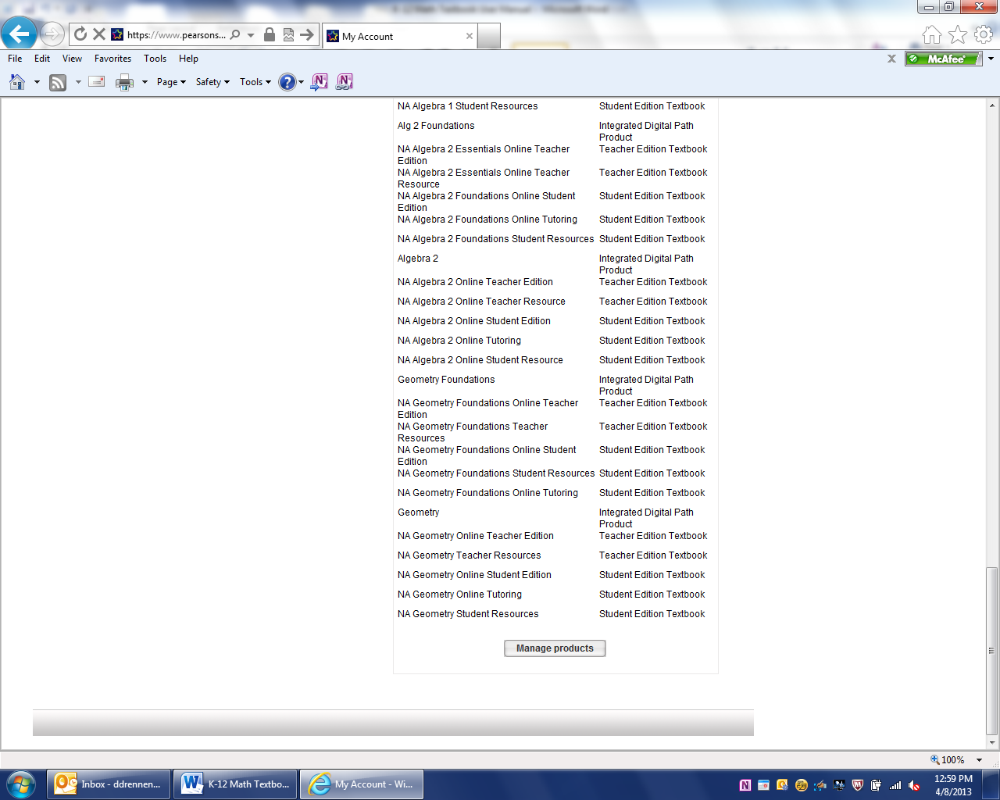 K-12 Math Textbook User Manual - Microsoft Word
https://www.pearsons...
My Account
File Edit View Favorites Tools Help
McAfee
Page Safety Tools
NA Algebra 1 Student Resources Student Edition Textbook
Alg 2 Foundations Integrated Digital Path
Product
NA Algebra 2 Essentials Online Teacher Teacher Edition Textbook
Edition
NA Algebra 2 Essentials Online Teacher Teacher Edition Textbook
Resource
NA Algebra 2 Foundations Online Student Student Edition Textbook
Edition
NA Algebra 2 Foundations Online Tutoring Student Edition Textbook
NA Algebra 2 Foundations Student Resources Student Edition Textbook
Algebra 2 Integrated Digital Path
Product
NA Algebra 2 Online Teacher Edition Teacher Edition Textbook
NA Algebra 2 Online Teacher Resource Teacher Edition Textbook
NA Algebra 2 Online Student Edition Student Edition Textbook
NA Algebra 2 Online Tutoring Student Edition Textbook
NA Algebra 2 Online Student Resource Student Edition Textbook
Geometry Foundations Integrated Digital Path
Product
NA Geometry Foundations Online Teacher Teacher Edition Textbook
Edition
NA Geometry Foundations Teacher Teacher Edition Textbook
Resources
NA Geometry Foundations Online Student Student Edition Textbook
Edition
NA Geometry Foundations Student Resources Student Edition Textbook
NA Geometry Foundations Online Tutoring Student Edition Textbook
Geometry Integrated Digital Path
Product
NA Geometry Online Teacher Edition Teacher Edition Textbook
NA Geometry Teacher Resources Teacher Edition Textbook
NA Geometry Online Student Edition Student Edition Textbook
NA Geometry Online Tutoring Student Edition Textbook
NA Geometry Student Resources Student Edition Textbook
Manage products
100%
Inbox - ddrennen... K-12 Math Textbo... My Account - Wi... 12:59 PM
4/8/2013